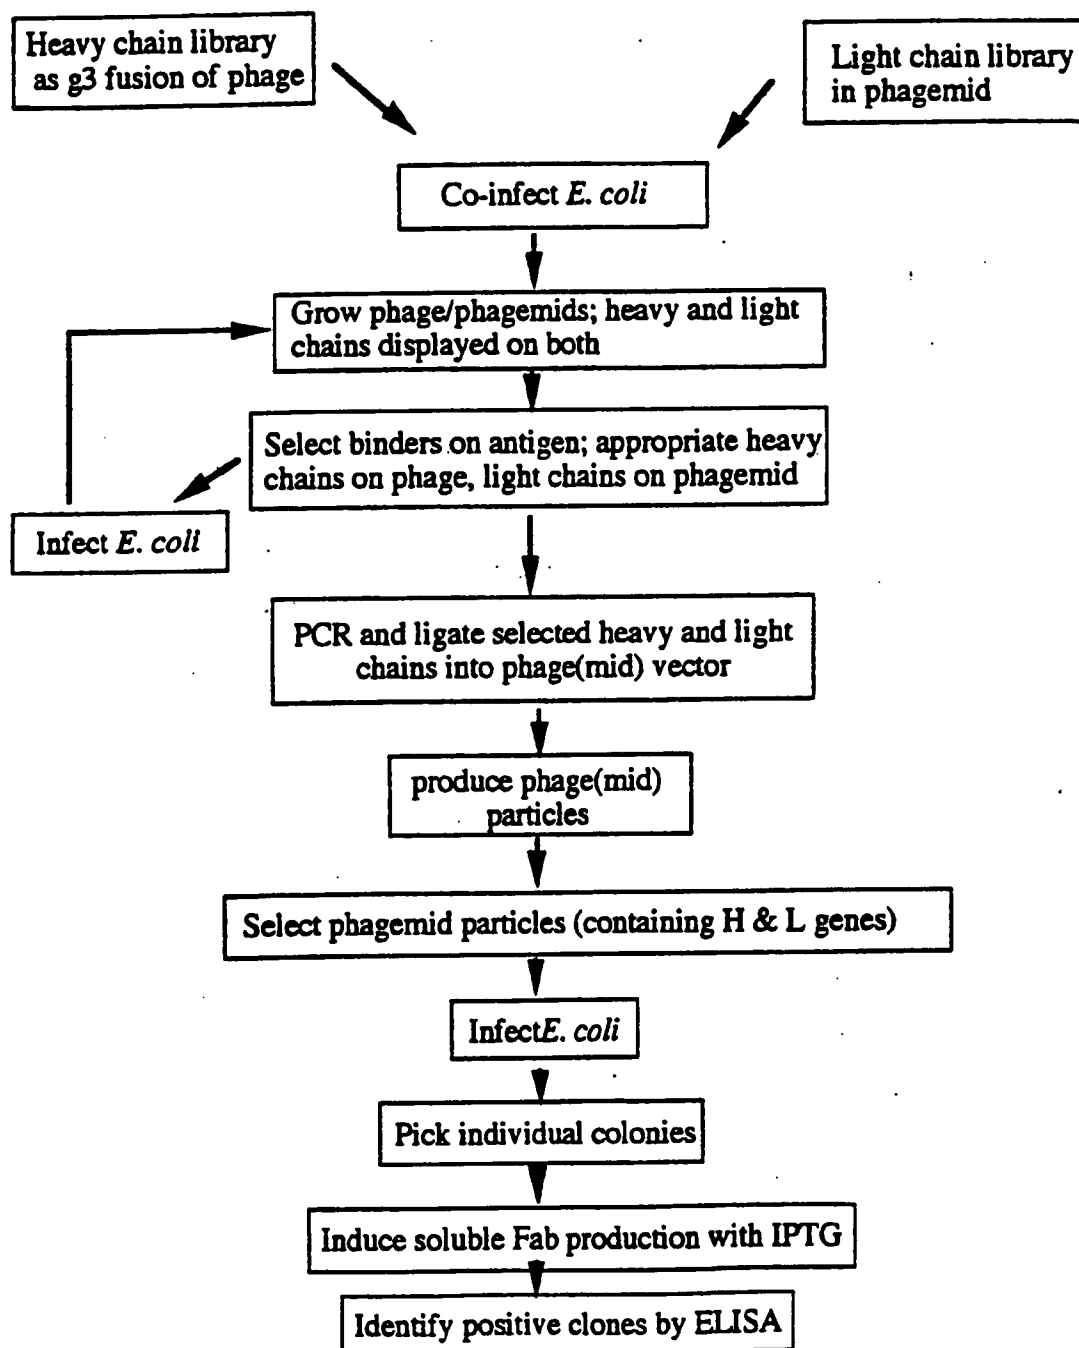 Heavy chain library
as g3 fusion of phage
Light chain library
in phagemid
Co-infect E. coli
Grow phage/phagemids; heavy and light
chains displayed on both
Select binders on antigen; appropriate heavy
chains on phage, light chains on phagemid
Infect E. coli
PCR and ligate selected heavy and light
chains into phage(mid) vector
produce phage(mid)
particles
Select phagemid particles (containing H & L genes)
InfectE. coli
Pick individual colonies
Induce soluble Fab production with IPTG
Identify positive clones by ELISA